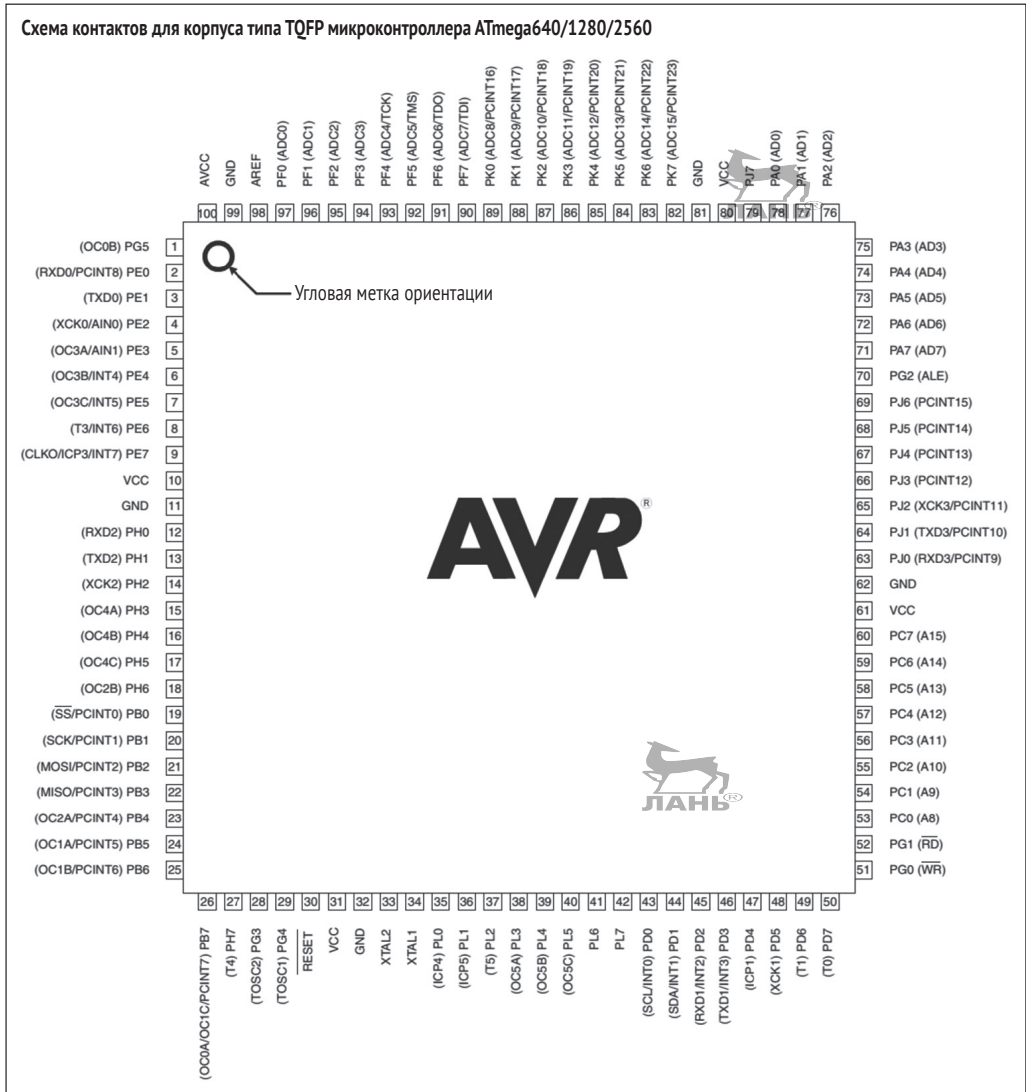 Схема контактов для корпуса типа TQFP микроконтроллера ATmega640/1280/2560
AVCC
GND
AREF
PF0 (ADC0)
PF1 (ADC1)
PF2 (ADC2)
PF3 (ADC3)
PF4 (ADC4/TCK)
PF5 (ADC5/TMS)
PF6 (ADC6/TDO)
PF7 (ADC7/TDI)
PK0 (ADC8/PCINT16)
PK1 (ADC9/PCINT17)
PK2 (ADC10/PCINT18)
PK3 (ADC11/PCINT19)
PK4 (ADC12/PCINT20)
PK5 (ADC13/PCINT21)
PK6 (ADC14/PCINT22)
PK7 (ADC15/PCINT23)
GND
VCC
PJ7
PA0 (AD0)
PA1 (AD1)
PA2 (AD2)
ЛАНЬ®
100 99 98 97 96 95 94 93 92 91 90 89 88 87 86 85 84 83 82 81 80 79 78 77 76
(OC0B) PG5 1
(RXD0/PCINT8) PE0 2
(TXD0) PE1 3
(XCK0/AIN0) PE2 4
(OC3A/AIN1) PE3 5
(OC3B/INT4) PE4 6
(OC3C/INT5) PE5 7
(T3/INT6) PE6 8
(CLKO/ICP3/INT7) PE7 9
VCC 10
GND 11
(RXD2) PH0 12
(TXD2) PH1 13
(XCK2) PH2 14
(OC4A) PH3 15
(OC4B) PH4 16
(OC4C) PH5 17
(OC2B) PH6 18
(SS/PCINT0) PB0 19
(SCK/PCINT1) PB1 20
(MOSI/PCINT2) PB2 21
(MISO/PCINT3) PB3 22
(OC2A/PCINT4) PB4 23
(OC1A/PCINT5) PB5 24
(OC1B/PCINT6) PB6 25
Угловая метка ориентации
AVR®
ЛАНЬ®
75 PA3 (AD3)
74 PA4 (AD4)
73 PA5 (AD5)
72 PA6 (AD6)
71 PA7 (AD7)
70 PG2 (ALE)
69 PJ6 (PCINT15)
68 PJ5 (PCINT14)
67 PJ4 (PCINT13)
66 PJ3 (PCINT12)
65 PJ2 (XCK3/PCINT11)
64 PJ1 (TXD3/PCINT10)
63 PJ0 (RXD3/PCINT9)
62 GND
61 VCC
60 PC7 (A15)
59 PC6 (A14)
58 PC5 (A13)
57 PC4 (A12)
56 PC3 (A11)
55 PC2 (A10)
54 PC1 (A9)
53 PC0 (A8)
52 PG1 (RD)
51 PG0 (WR)
26 27 28 29 30 31 32 33 34 35 36 37 38 39 40 41 42 43 44 45 46 47 48 49 50
(OC0A/OC1C/PCINT7) PB7
(T4) PH7
(TOSC2) PG3
(TOSC1) PG4
RESET
VCC
GND
XTAL2
XTAL1
(ICP4) PL0
(ICP5) PL1
(T5) PL2
(OC5A) PL3
(OC5B) PL4
(OC5C) PL5
PL6
PL7
(SCL/INT0) PD0
(SDA/INT1) PD1
(RXD1/INT2) PD2
(TXD1/INT3) PD3
(ICP1) PD4
(XCK1) PD5
(T1) PD6
(T0) PD7